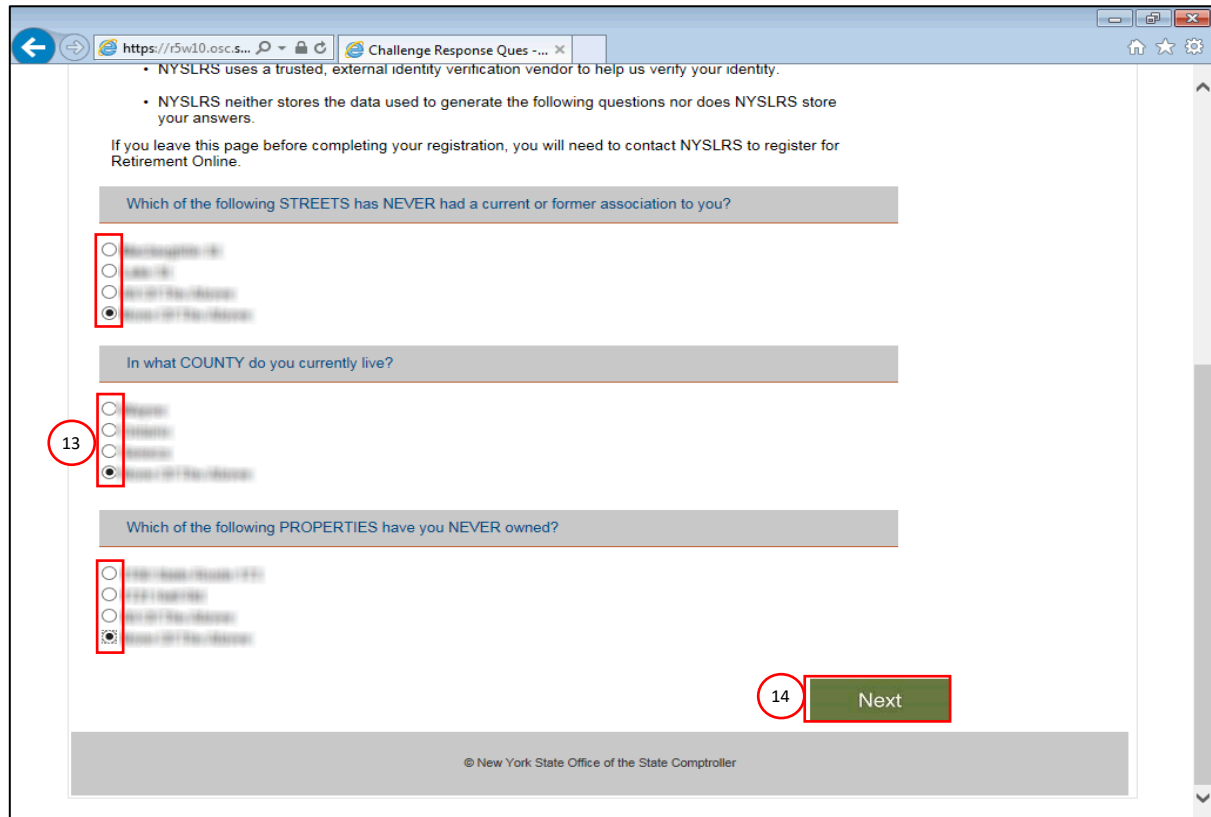 https://r5w10.osc.s...
Challenge Response Ques -...
• NYSLRS uses a trusted, external identity verification vendor to help us verify your identity.
• NYSLRS neither stores the data used to generate the following questions nor does NYSLRS store
your answers.
If you leave this page before completing your registration, you will need to contact NYSLRS to register for
Retirement Online.
Which of the following STREETS has NEVER had a current or former association to you?
In what COUNTY do you currently live?
13
Which of the following PROPERTIES have you NEVER owned?
14
Next
© New York State Office of the State Comptroller